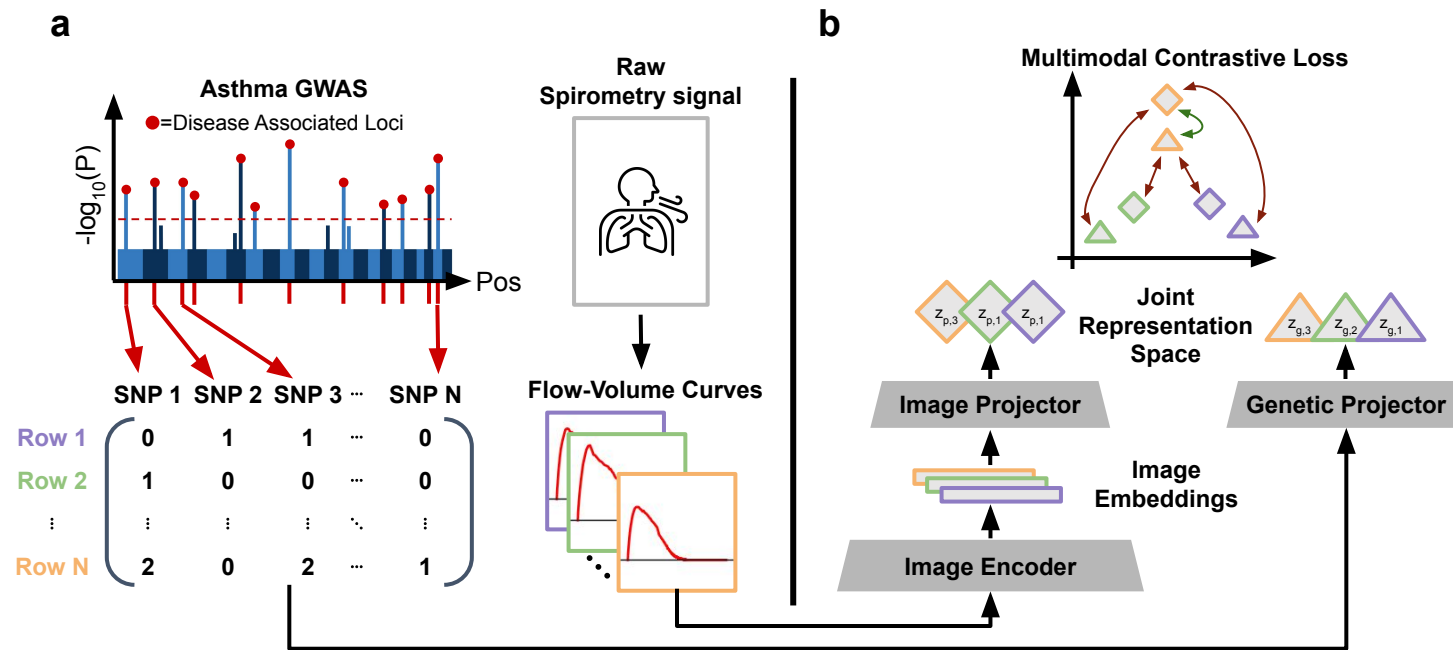 a
Asthma GWAS
=Disease Associated Loci
-log10(P)
Pos
SNP 1 SNP 2 SNP 3 ... SNP N
Row 1 0 1 1 ... 0
Row 2 1 0 0 ... 0
Row N 2 0 2 ... 1
Raw
Spirometry signal
Flow-Volume Curves
b
Multimodal Contrastive Loss
zp,3 zp,1 zp,1
Joint
Representation
Space
zg,3 zg,2 zg,1
Image Projector
Genetic Projector
Image
Embeddings
Image Encoder